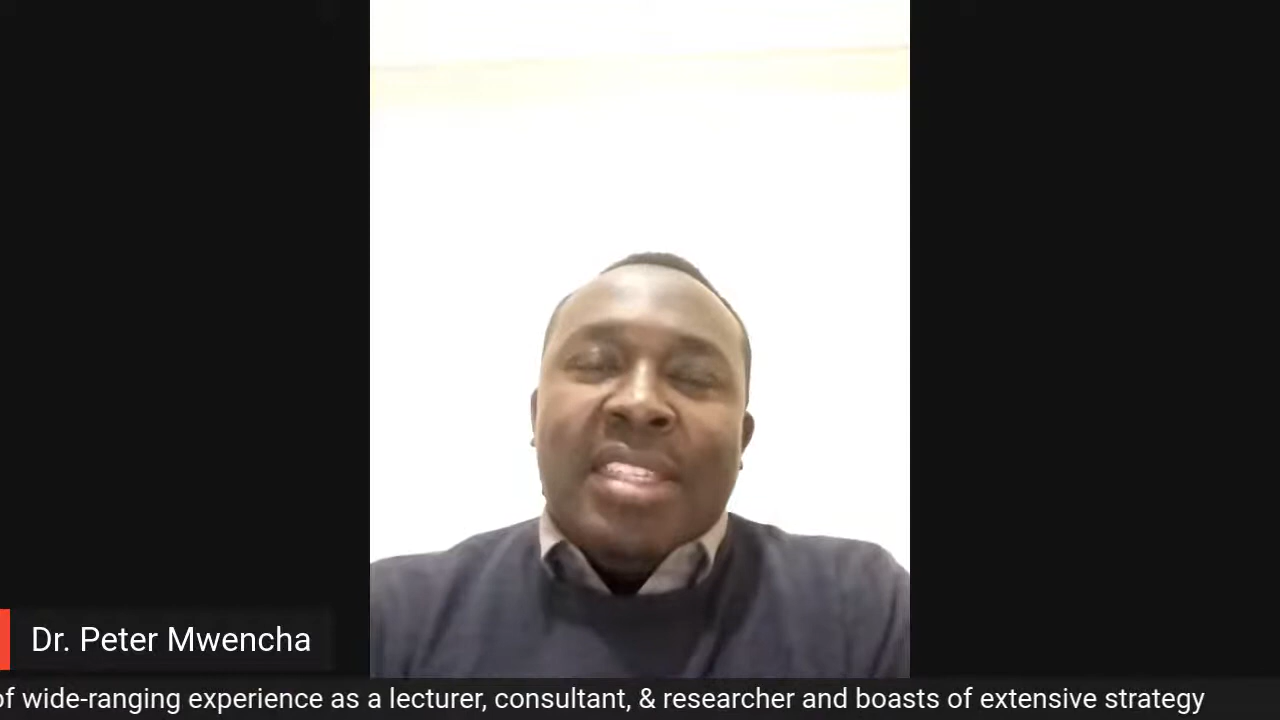 Dr. Peter Mwencha
of wide-ranging experience as a lecturer, consultant, & researcher and boasts of extensive strategy